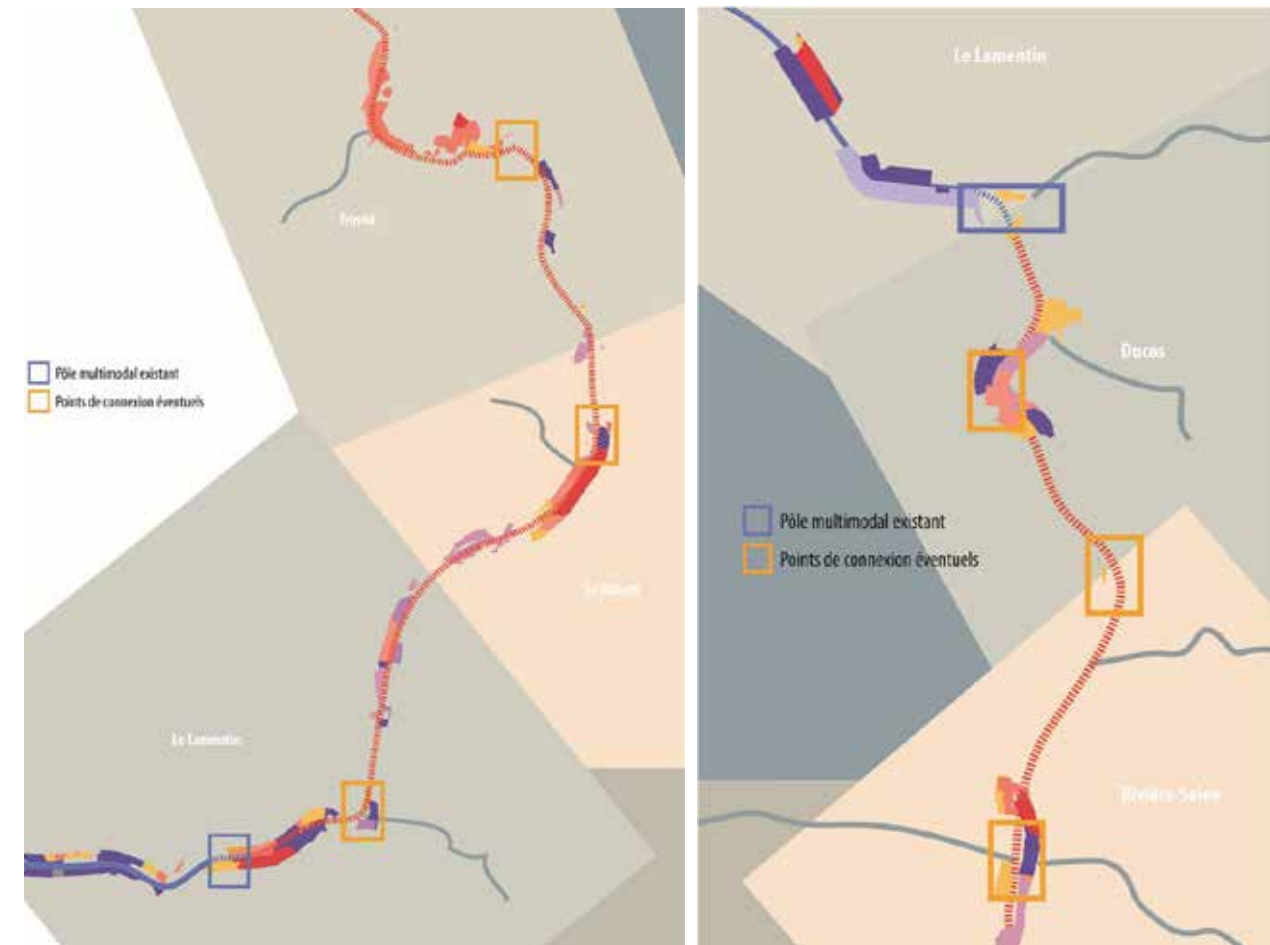 Trinité
Pôle multimodal existant
Points de connexion éventuels
Le Lamentin
Le Lamentin
Ducos
Pôle multimodal existant
Points de connexion éventuels
Rivière-Salée